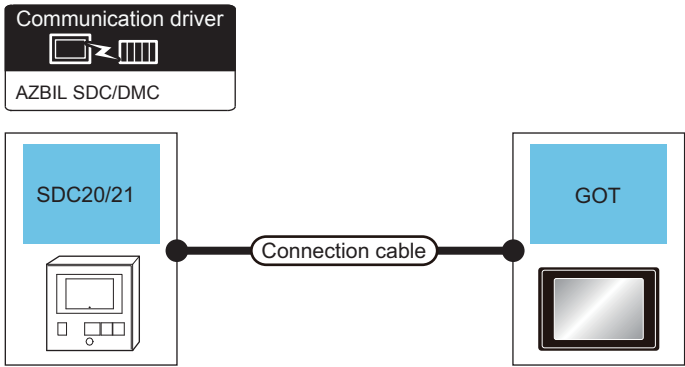 Communication driver
AZBIL SDC/DMC
SDC20/21
GOT
Connection cable